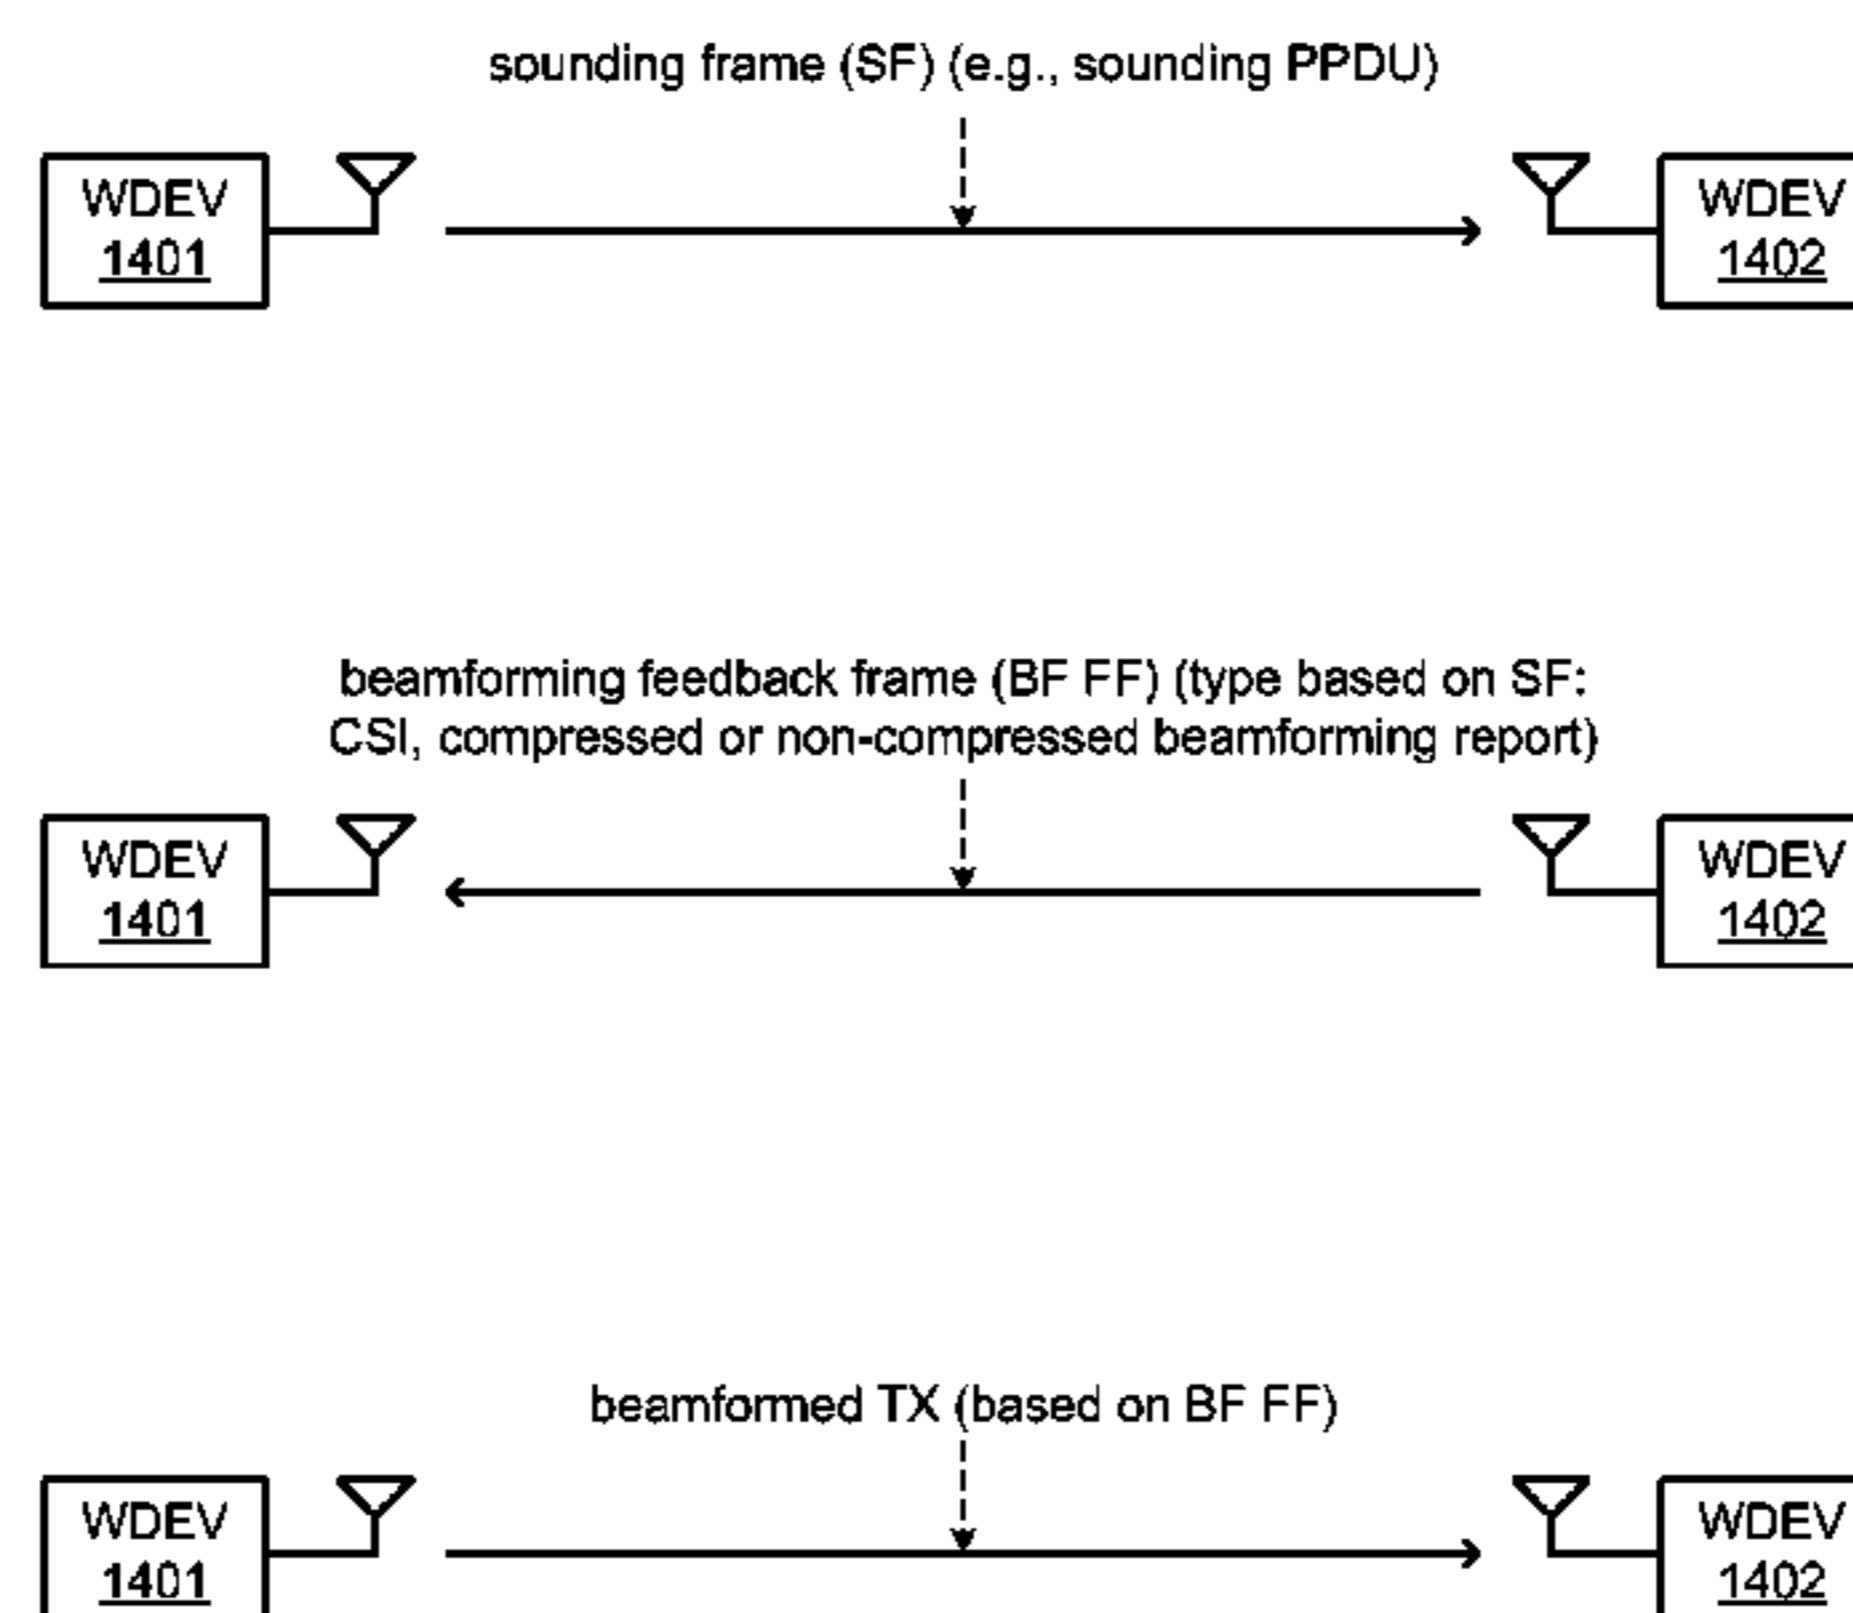 sounding frame (SF) (e.g., sounding PPDU)
WDEV
1401
WDEV
1402
beamforming feedback frame (BF FF) (type based on SF:
CSI, compressed or non-compressed beamforming report)
WDEV
1401
WDEV
1402
beamformed TX (based on BF FF)
WDEV
1401
WDEV
1402